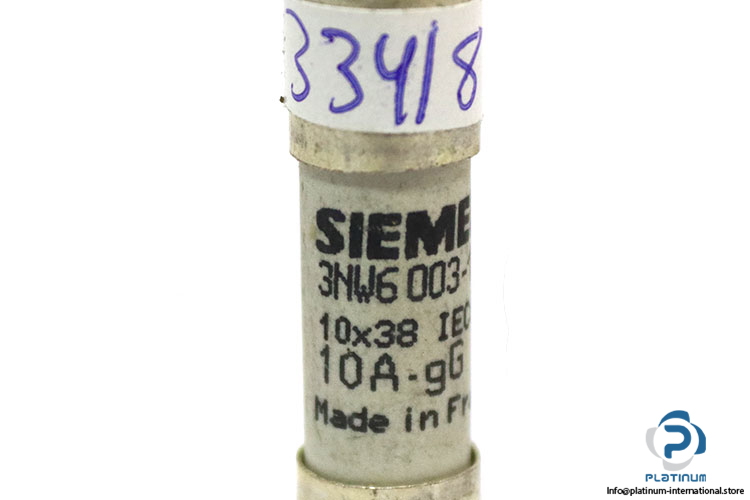 334/8
SIEME
3NW6 003-
10x38 IEC
10A-gG
Made in Fr
PLATINUM
Info@platinum-international.store